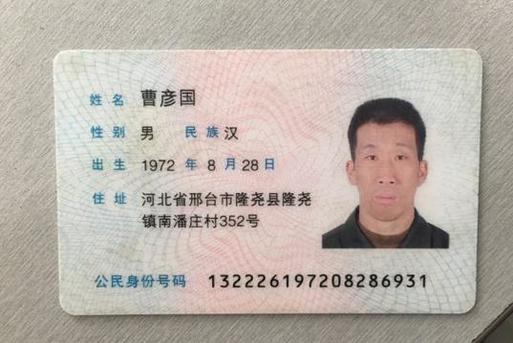 姓名 曹彦国
性别 男 民族 汉
出生 1972 年 8 月 28 日
住址 河北省邢台市隆尧县隆尧
镇南潘庄村352号
公民身份号码 132226197208286931